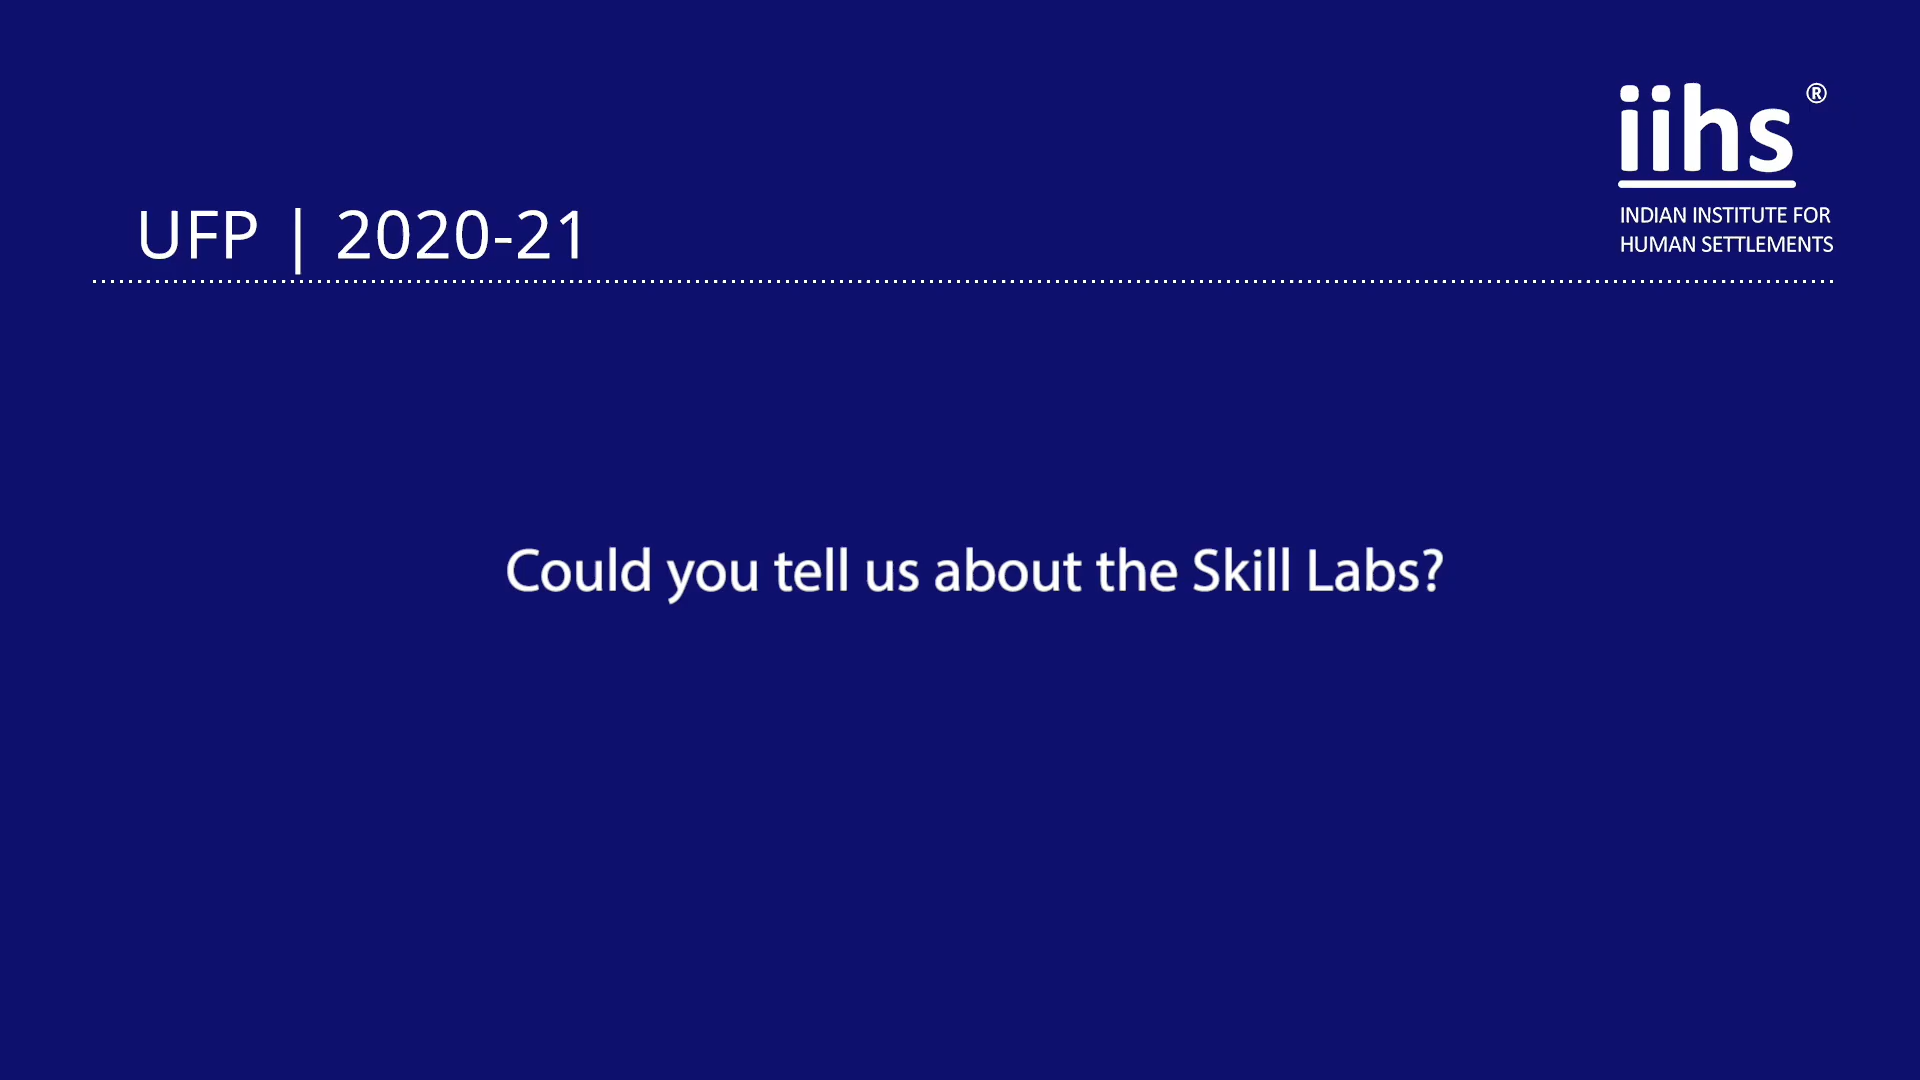 iihs®
INDIAN INSTITUTE FOR
HUMAN SETTLEMENTS
UFP | 2020-21
Could you tell us about the Skill Labs?